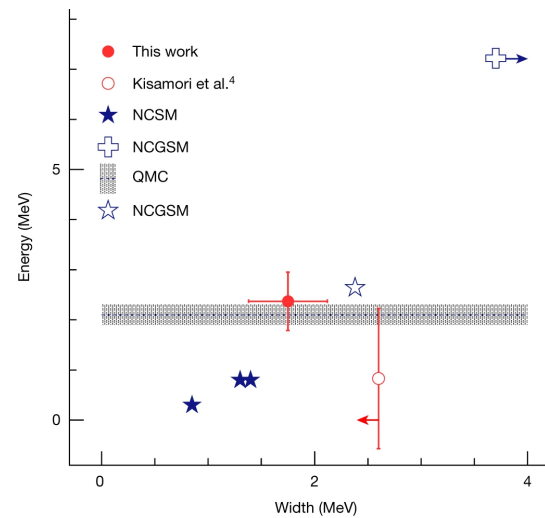 This work
Kisamori et al.⁴
NCSM
NCGSM
QMC
NCGSM
5
0
Energy (MeV)
0
2
4
Width (MeV)